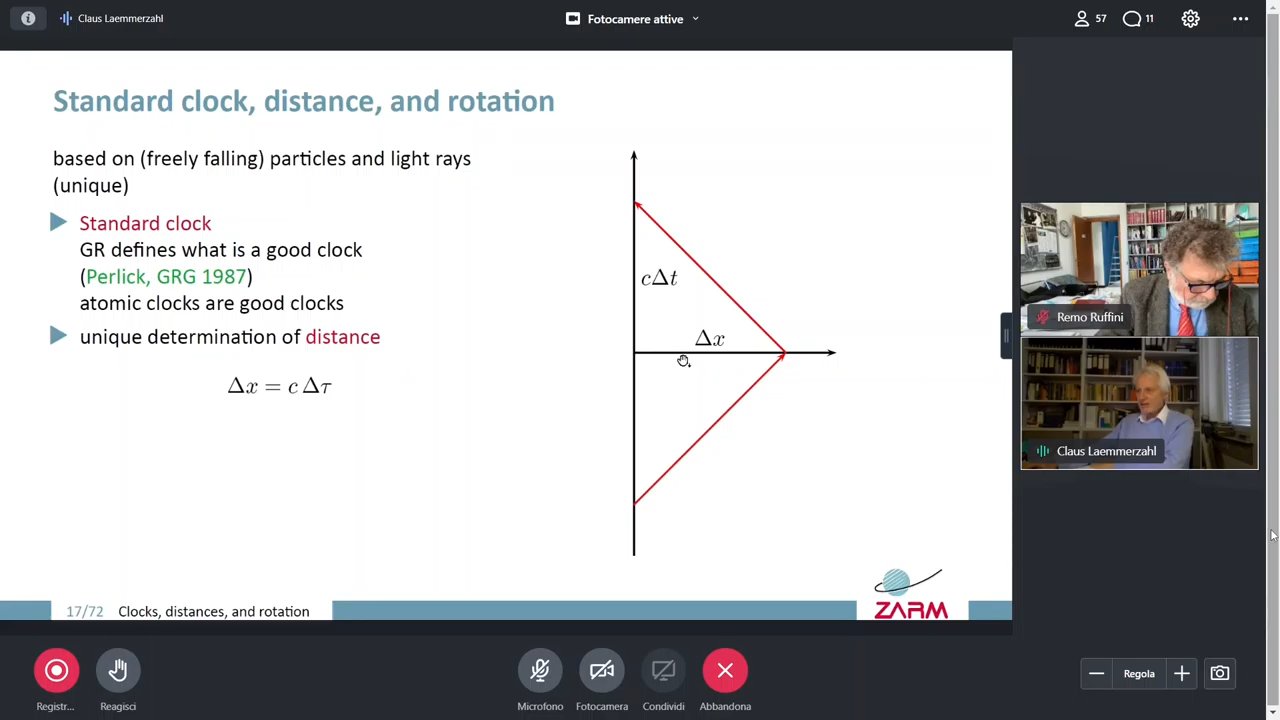 Claus Laemmerzahl
Fotocamere attive
57
11
Standard clock, distance, and rotation
based on (freely falling) particles and light rays
(unique)
Standard clock
GR defines what is a good clock
(Perlick, GRG 1987)
atomic clocks are good clocks
unique determination of distance
Δx = c Δτ
cΔt
Δx
Remo Ruffini
Claus Laemmerzahl
17/72 Clocks, distances, and rotation
ZARM
Registr...
Reagisci
Microfono
Fotocamera
Condividi
Abbandona
Regola